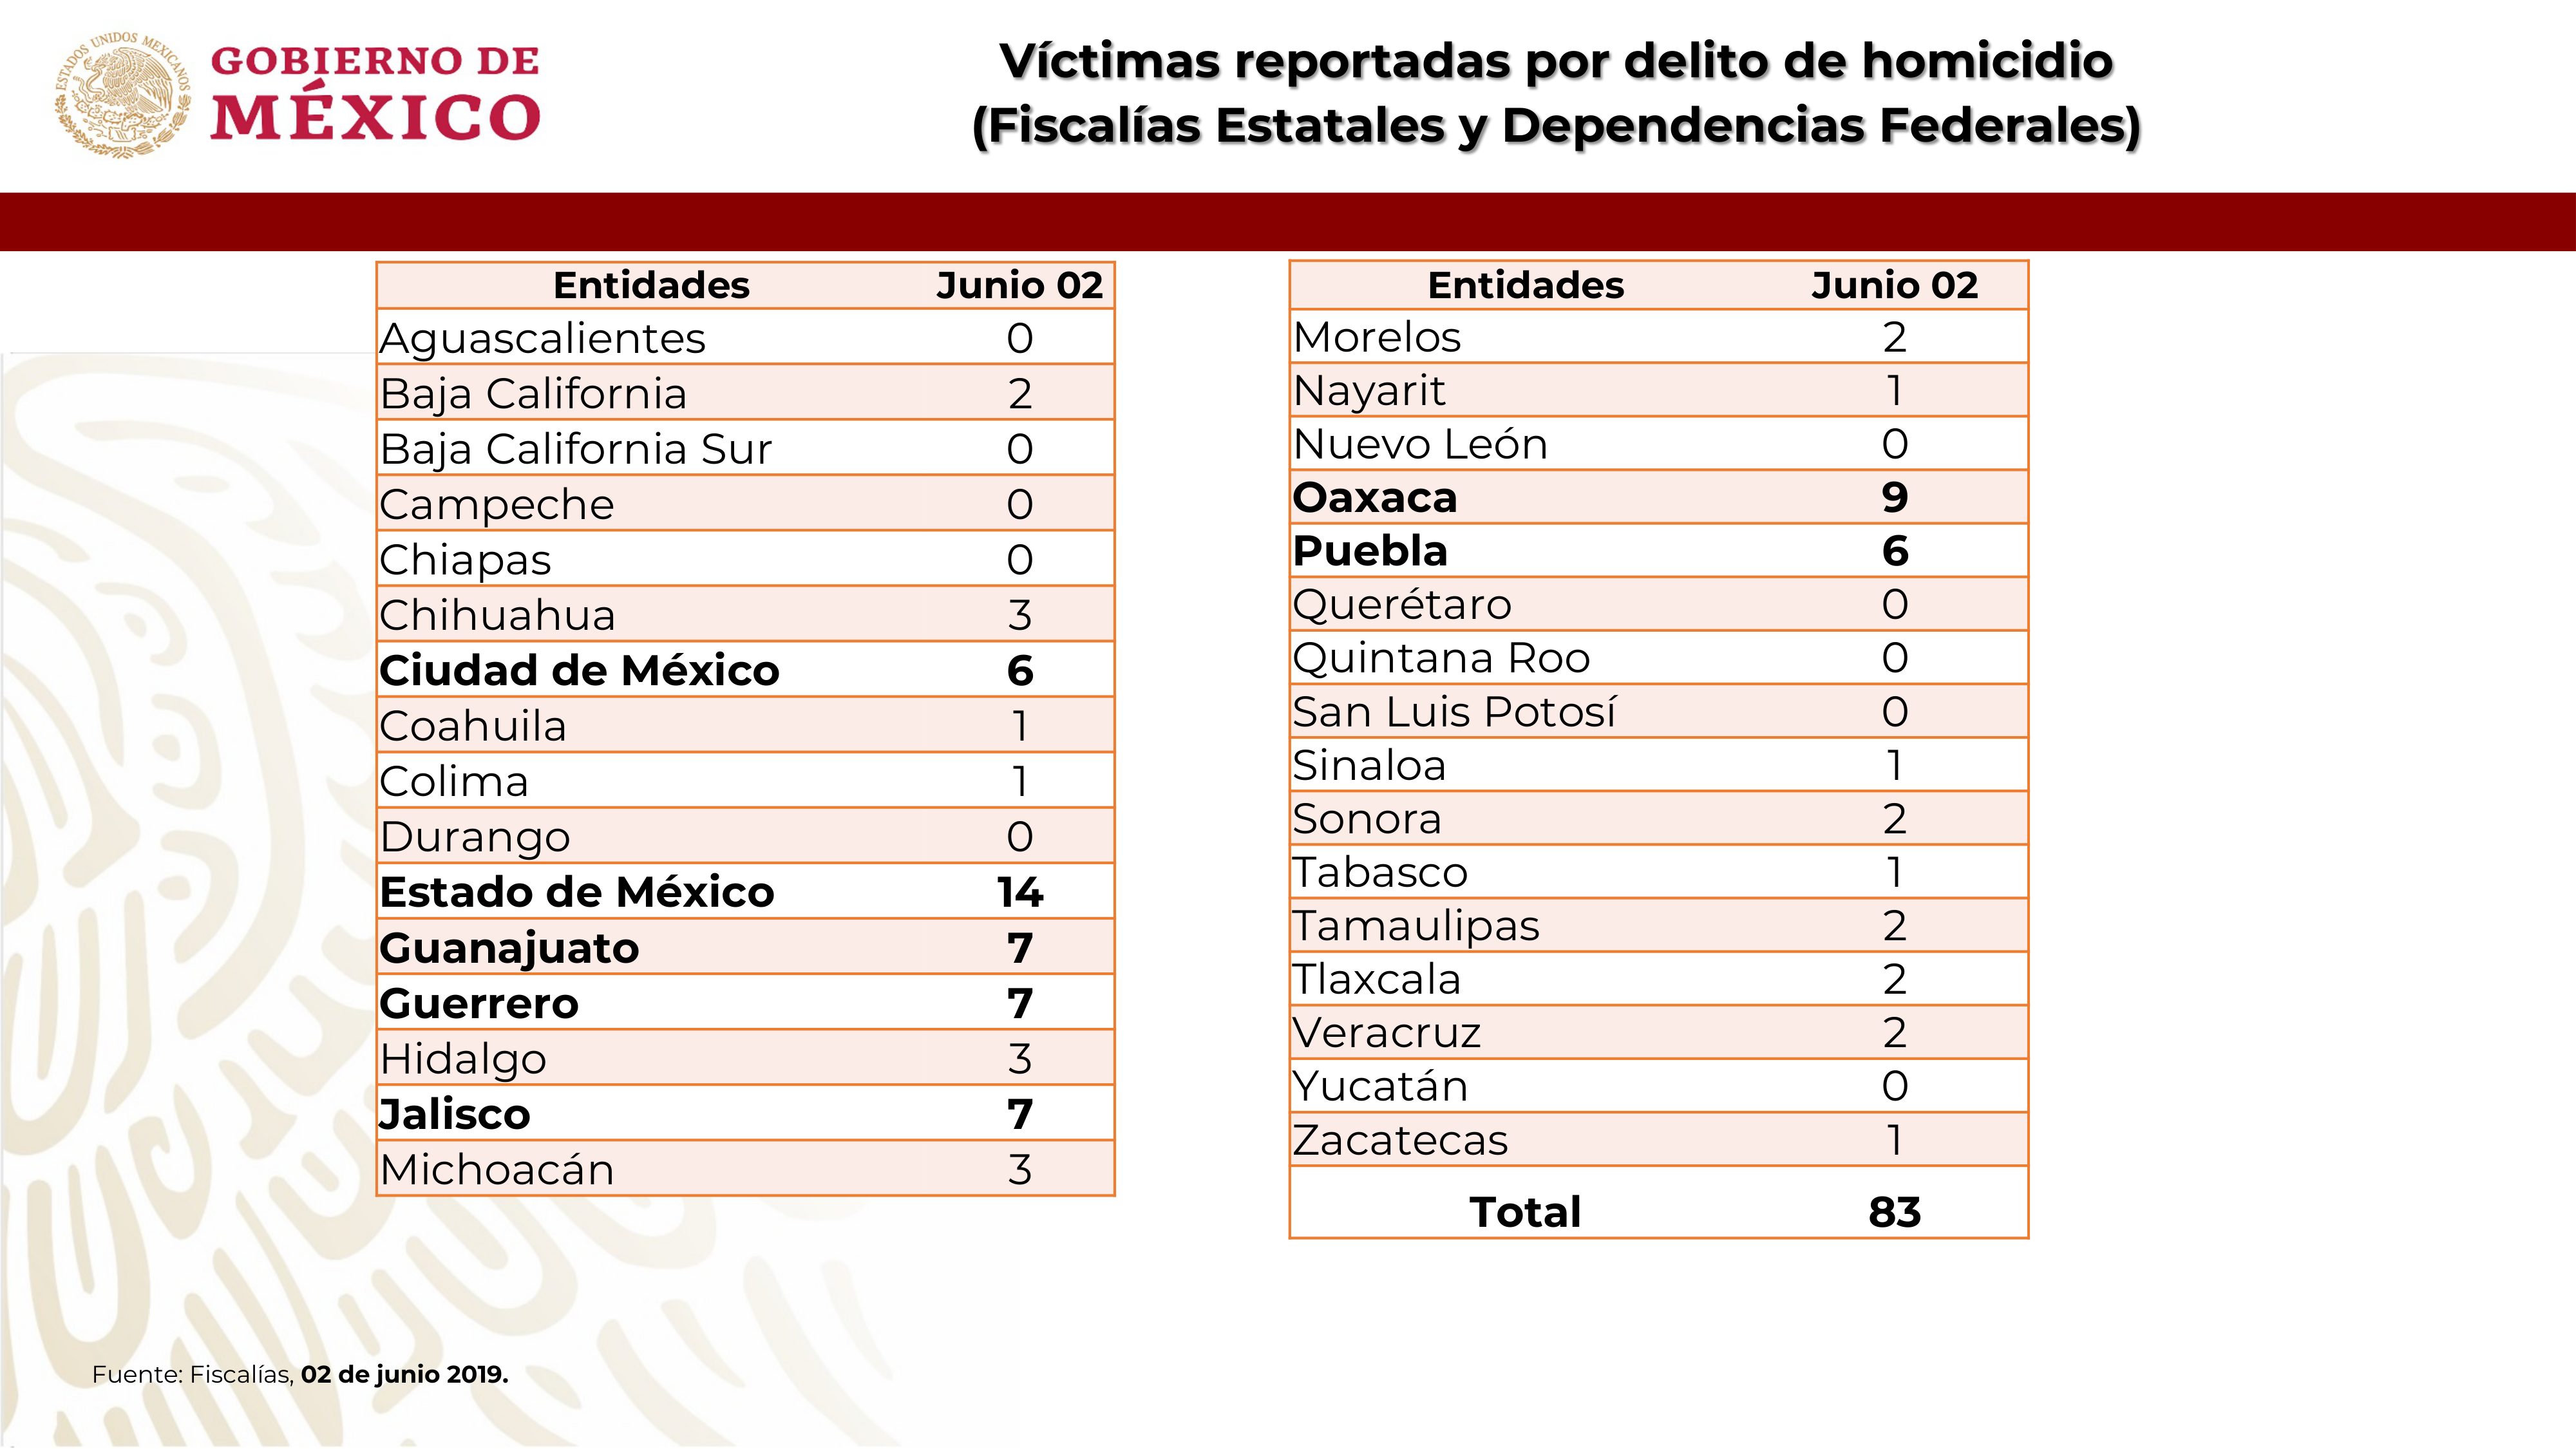 ESTADOS UNIDOS MEXICANOS
GOBIERNO DE
MÉXICO
Víctimas reportadas por delito de homicidio
(Fiscalías Estatales y Dependencias Federales)
Entidades Junio 02
Aguascalientes 0
Baja California 2
Baja California Sur 0
Campeche 0
Chiapas 0
Chihuahua 3
Ciudad de México 6
Coahuila 1
Colima 1
Durango 0
Estado de México 14
Guanajuato 7
Guerrero 7
Hidalgo 3
Jalisco 7
Michoacán 3
Entidades Junio 02
Morelos 2
Nayarit 1
Nuevo León 0
Oaxaca 9
Puebla 6
Querétaro 0
Quintana Roo 0
San Luis Potosí 0
Sinaloa 1
Sonora 2
Tabasco 1
Tamaulipas 2
Tlaxcala 2
Veracruz 2
Yucatán 0
Zacatecas 1
Total 83
Fuente: Fiscalías, 02 de junio 2019.